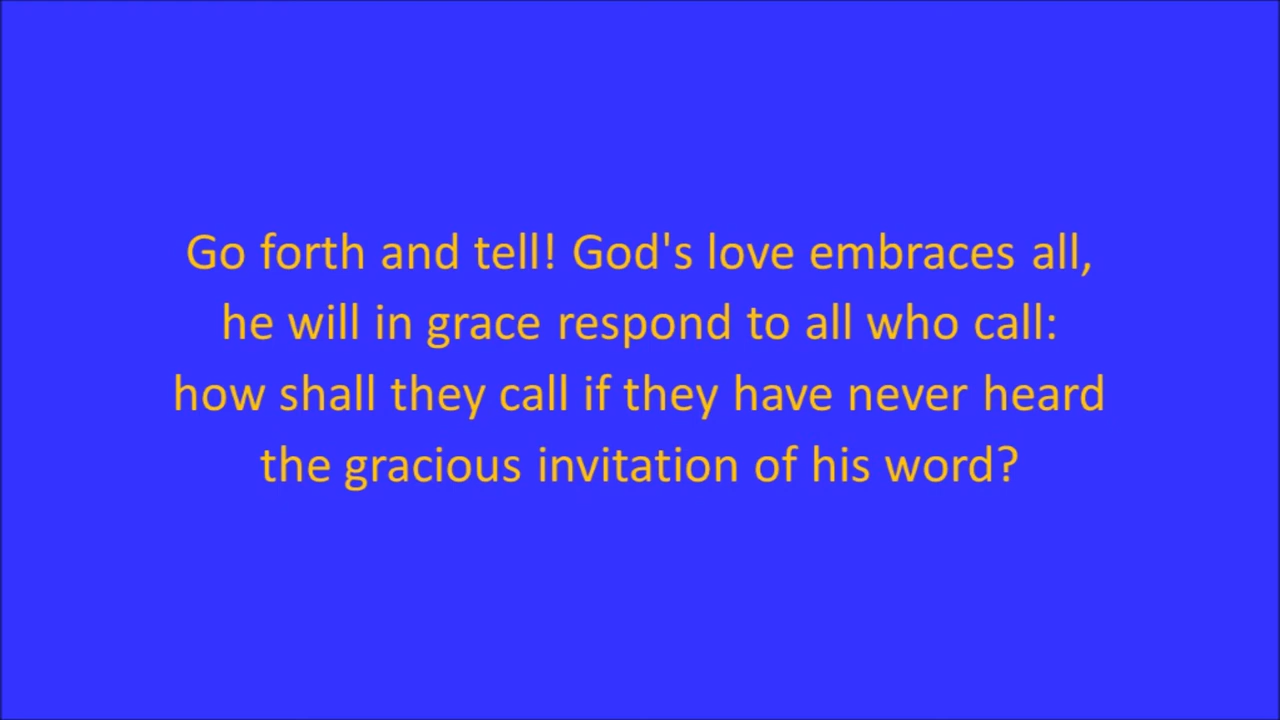 Go forth and tell! God's love embraces all,
he will in grace respond to all who call:
how shall they call if they have never heard
the gracious invitation of his word?